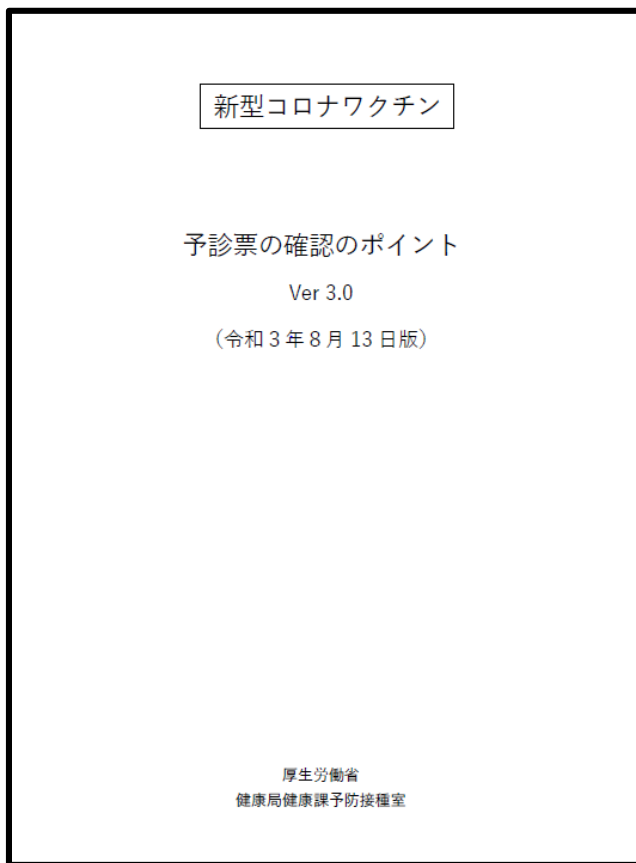 新型コロナワクチン
予診票の確認のポイント
Ver 3.0
（令和３年８月 13 日版）
厚生労働省
健康局健康課予防接種室